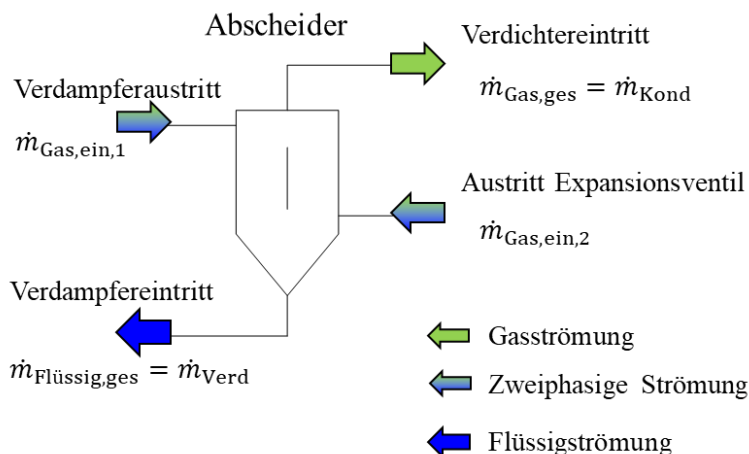 Abscheider
Verdichtereintritt
ṁGas,ges = ṁKond
Verdampferaustritt
ṁGas,ein,1
Austritt Expansionsventil
ṁGas,ein,2
Verdampfereintritt
ṁFlüssig,ges = ṁVerd
Gasströmung
Zweiphasige Strömung
Flüssigströmung